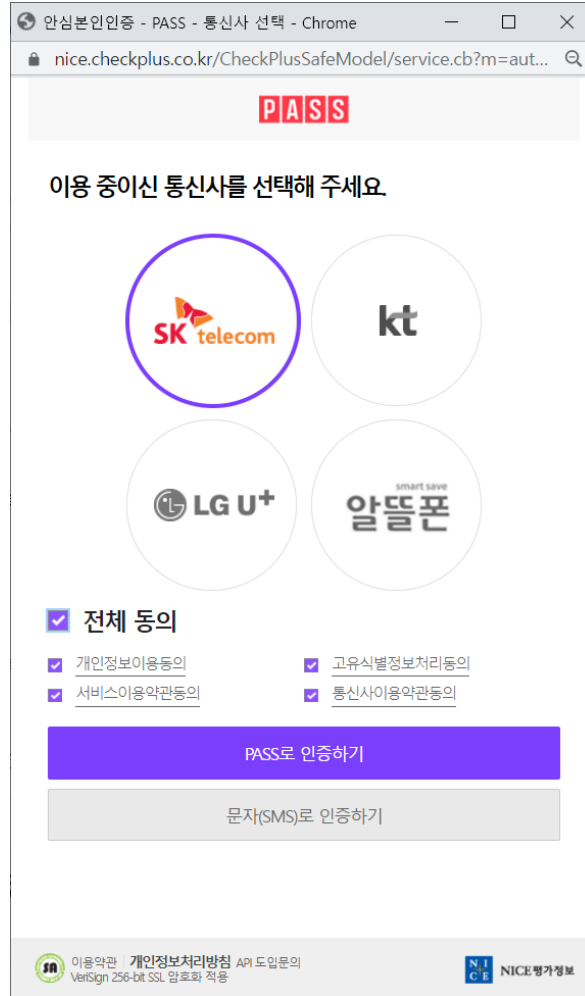 안심본인인증 - PASS - 통신사 선택 - Chrome
nice.checkplus.co.kr/CheckPlusSafeModel/service.cb?m=aut...
PASS
이용 중이신 통신사를 선택해 주세요.
SK telecom
kt
LG U+
smart save
알뜰폰
전체 동의
개인정보이용동의
고유식별정보처리동의
서비스이용약관동의
통신사이용약관동의
PASS로 인증하기
문자(SMS)로 인증하기
이용약관 | 개인정보처리방침 API 도입문의
VeriSign 256-bit SSL 암호화 적용
NICE
NICE평가정보